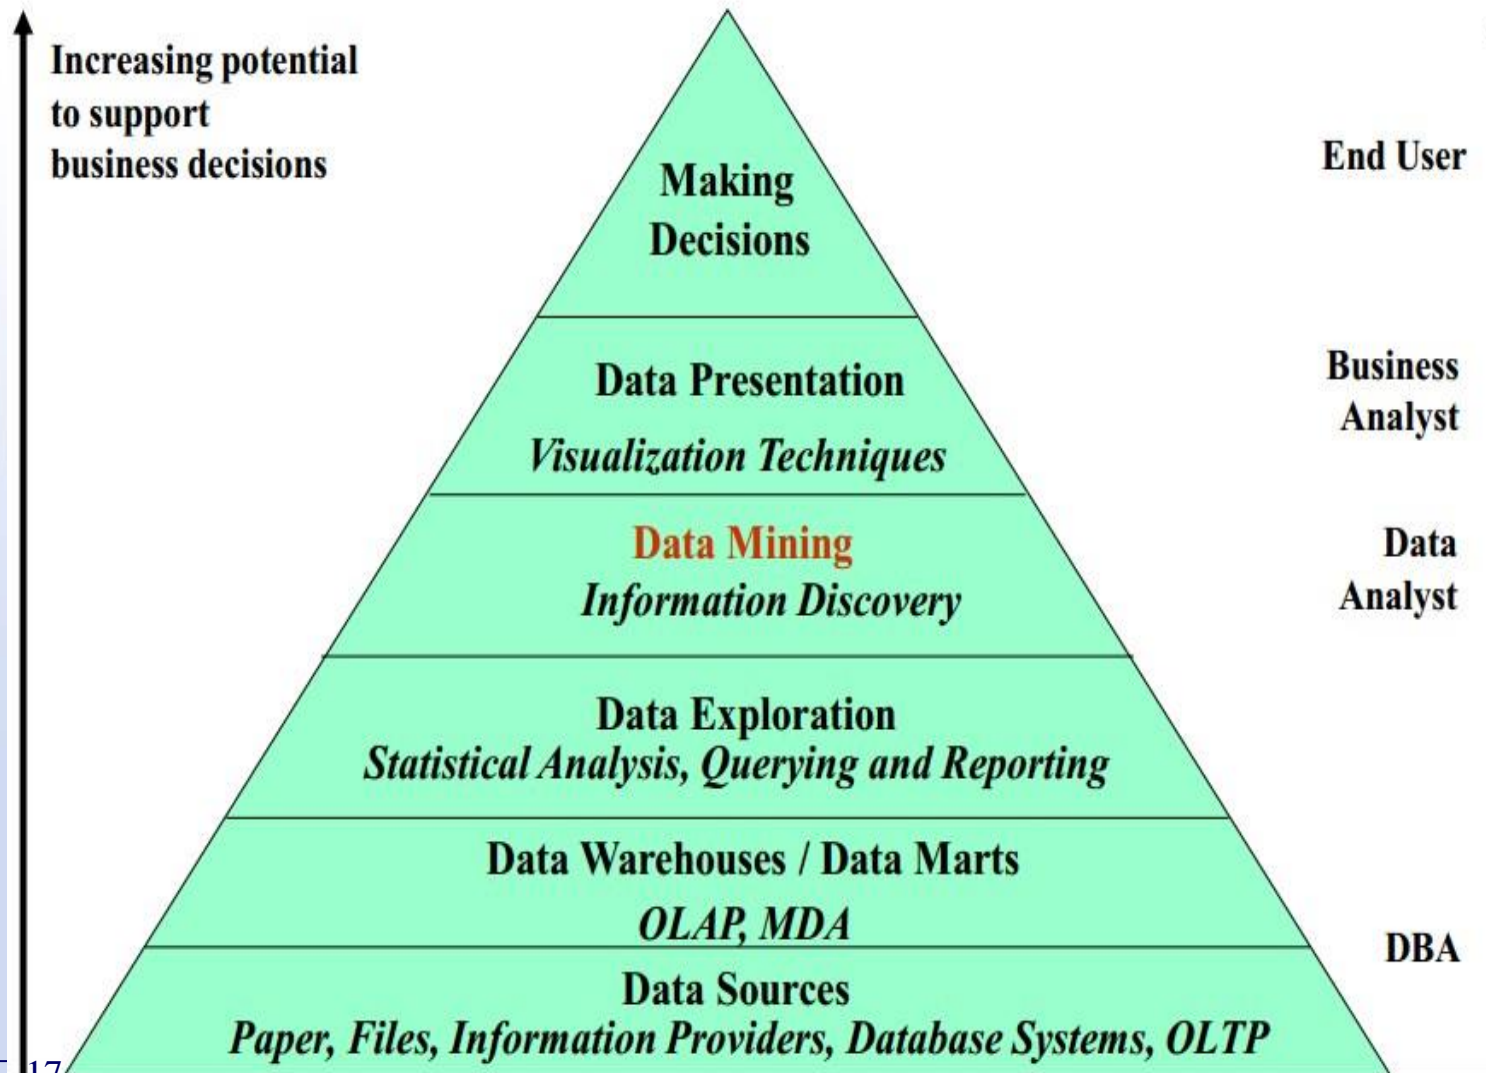 Increasing potential
to support
business decisions
End User
Making
Decisions
Business
Analyst
Data Presentation
Visualization Techniques
Data
Analyst
Data Mining
Information Discovery
Data Exploration
Statistical Analysis, Querying and Reporting
Data Warehouses / Data Marts
OLAP, MDA
DBA
Data Sources
Paper, Files, Information Providers, Database Systems, OLTP
17